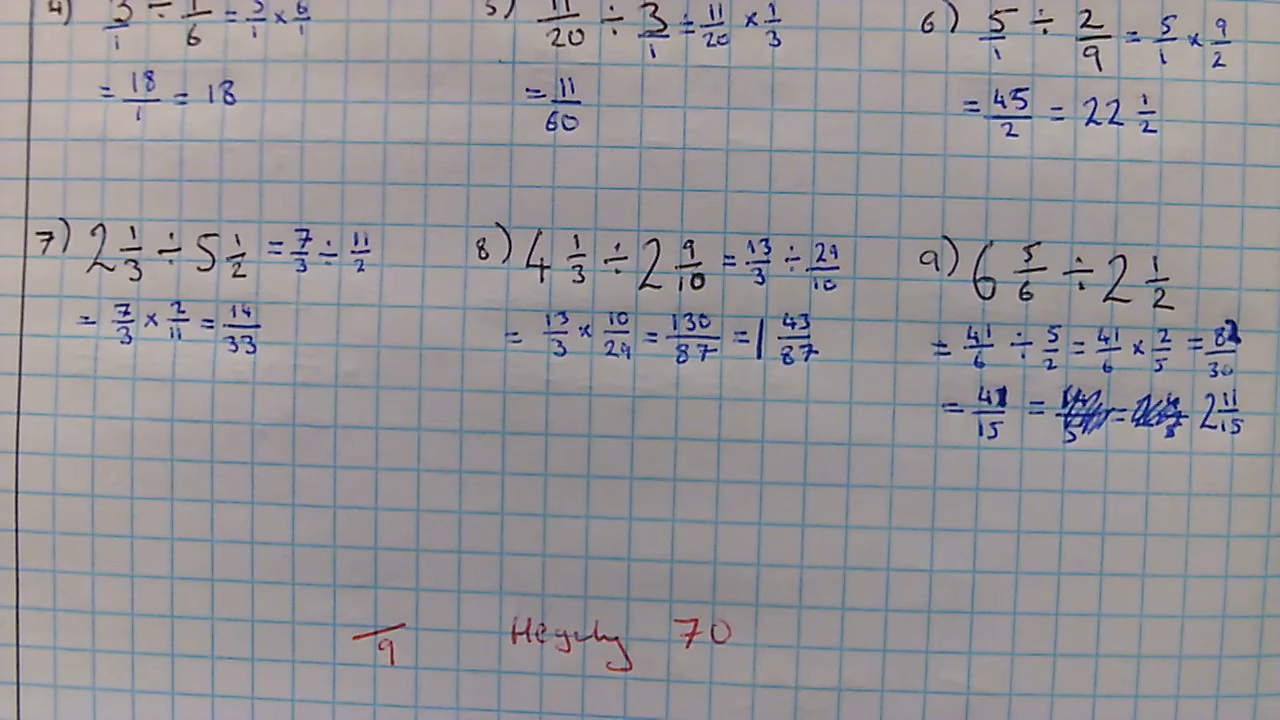 4) 3/1 ÷ 1/6 = 3/1 × 6/1
= 18/1 = 18
5) 11/20 ÷ 3/1 = 11/20 × 1/3
= 11/60
6) 5/1 ÷ 2/9 = 5/1 × 9/2
= 45/2 = 22 1/2
7) 2 1/3 ÷ 5 1/2 = 7/3 ÷ 11/2
= 7/3 × 2/11 = 14/33
8) 4 1/3 ÷ 2 9/10 = 13/3 ÷ 29/10
= 13/3 × 10/29 = 130/87 = 1 43/87
9) 6 5/6 ÷ 2 1/2
= 41/6 ÷ 5/2 = 41/6 × 2/5 = 82/30
= 41/15 = = 2 11/15
/9 70